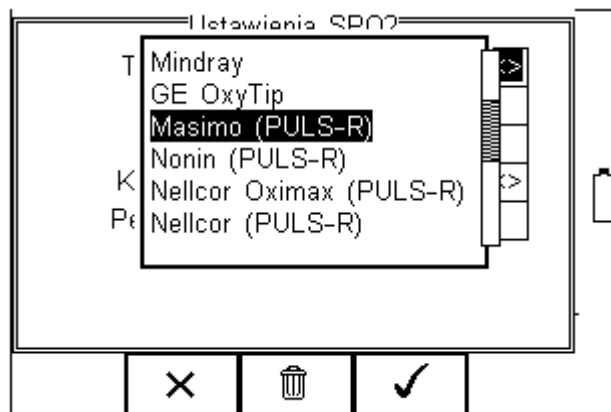 Ustawienia SPO2
Mindray
GE OxyTip
Masimo (PULS-R)
Nonin (PULS-R)
Nellcor Oximax (PULS-R)
Nellcor (PULS-R)